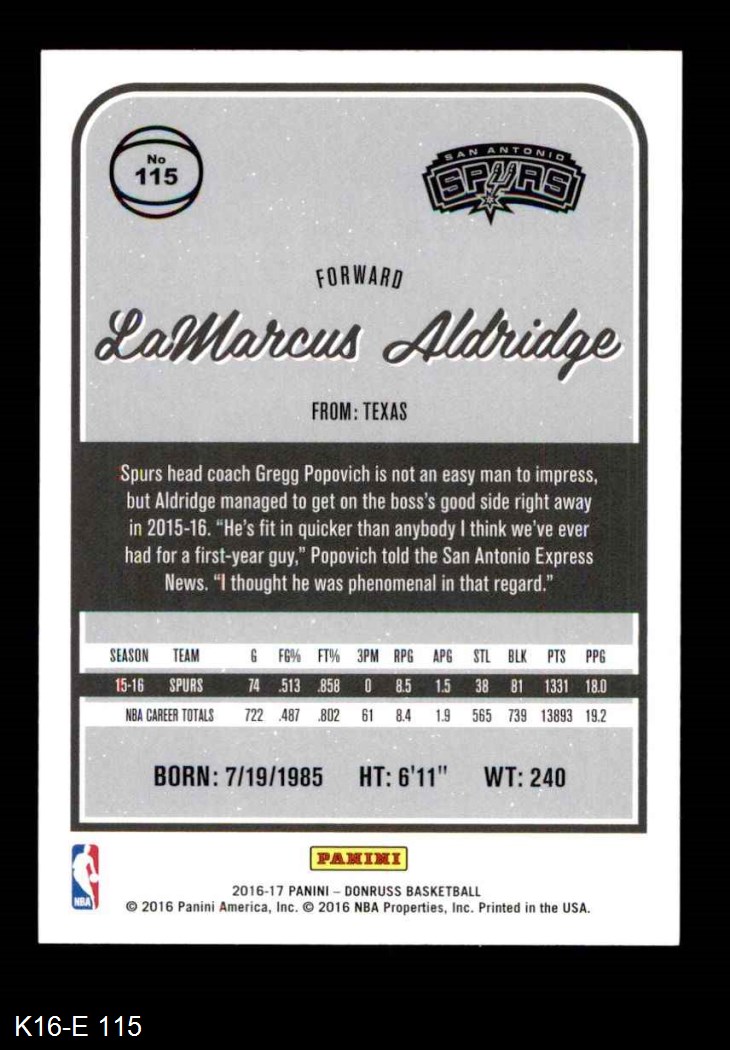 No
115
SAN ANTONIO
SPURS
FORWARD
LaMarcus Aldridge
FROM: TEXAS
Spurs head coach Gregg Popovich is not an easy man to impress,
but Aldridge managed to get on the boss's good side right away
in 2015-16. "He's fit in quicker than anybody I think we've ever
had for a first-year guy," Popovich told the San Antonio Express
News. "I thought he was phenomenal in that regard."
SEASON TEAM G FG% FT% 3PM RPG APG STL BLK PTS PPG
15-16 SPURS 74 .513 .858 0 8.5 1.5 38 81 1331 18.0
NBA CAREER TOTALS 722 .487 .802 61 8.4 1.9 565 739 13893 19.2
BORN: 7/19/1985 HT: 6'11" WT: 240
NBA
PANINI
2016-17 PANINI – DONRUSS BASKETBALL
© 2016 Panini America, Inc. © 2016 NBA Properties, Inc. Printed in the USA.
K16-E 115